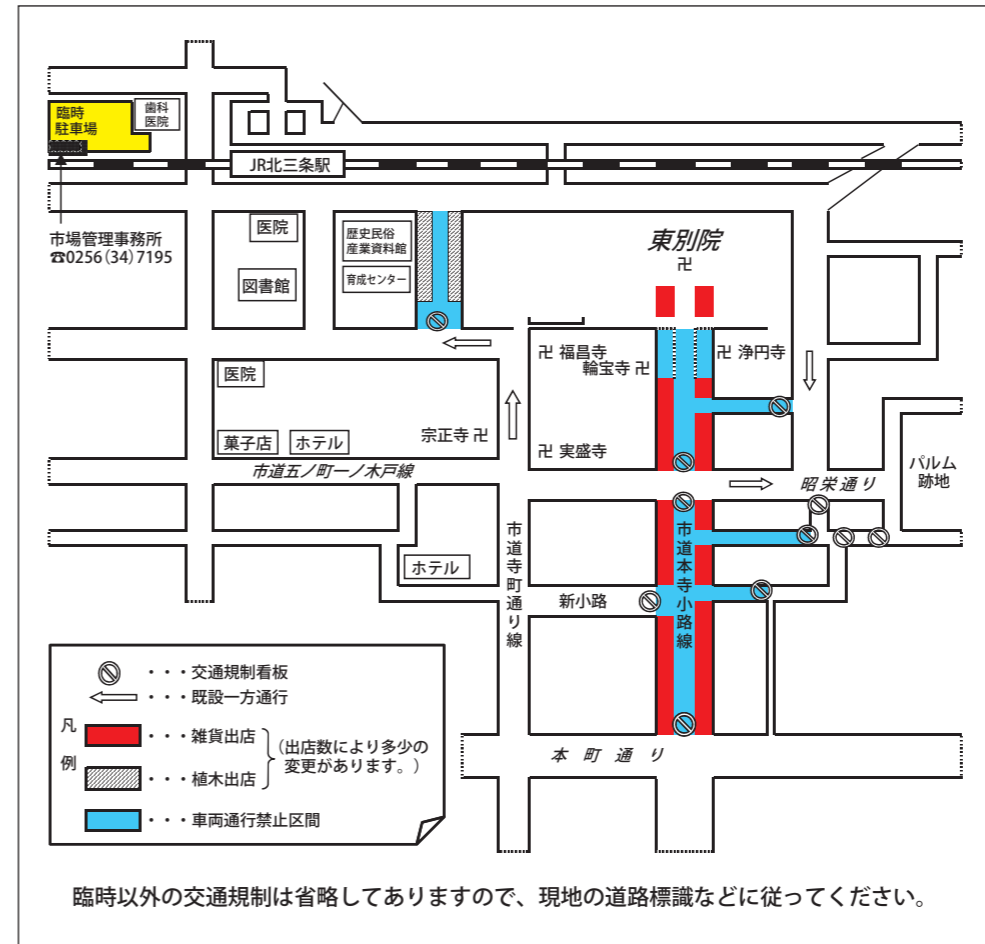 臨時
駐車場
歯科
医院
JR北三条駅
市場管理事務所
☎0256(34)7195
医院
図書館
歴史民俗
産業資料館
育成センター
東別院
卍
卍 福昌寺
輪宝寺 卍
卍 浄円寺
医院
菓子店
ホテル
宗正寺 卍
卍 実盛寺
市道五ノ町一ノ木戸線
昭栄通り
パルム
跡地
市道寺町通り線
市道本寺小路線
ホテル
新小路
本町通り
凡例
・・・交通規制看板
・・・既設一方通行
・・・雑貨出店
・・・植木出店
(出店数により多少の
変更があります。)
・・・車両通行禁止区間
臨時以外の交通規制は省略してありますので、現地の道路標識などに従ってください。